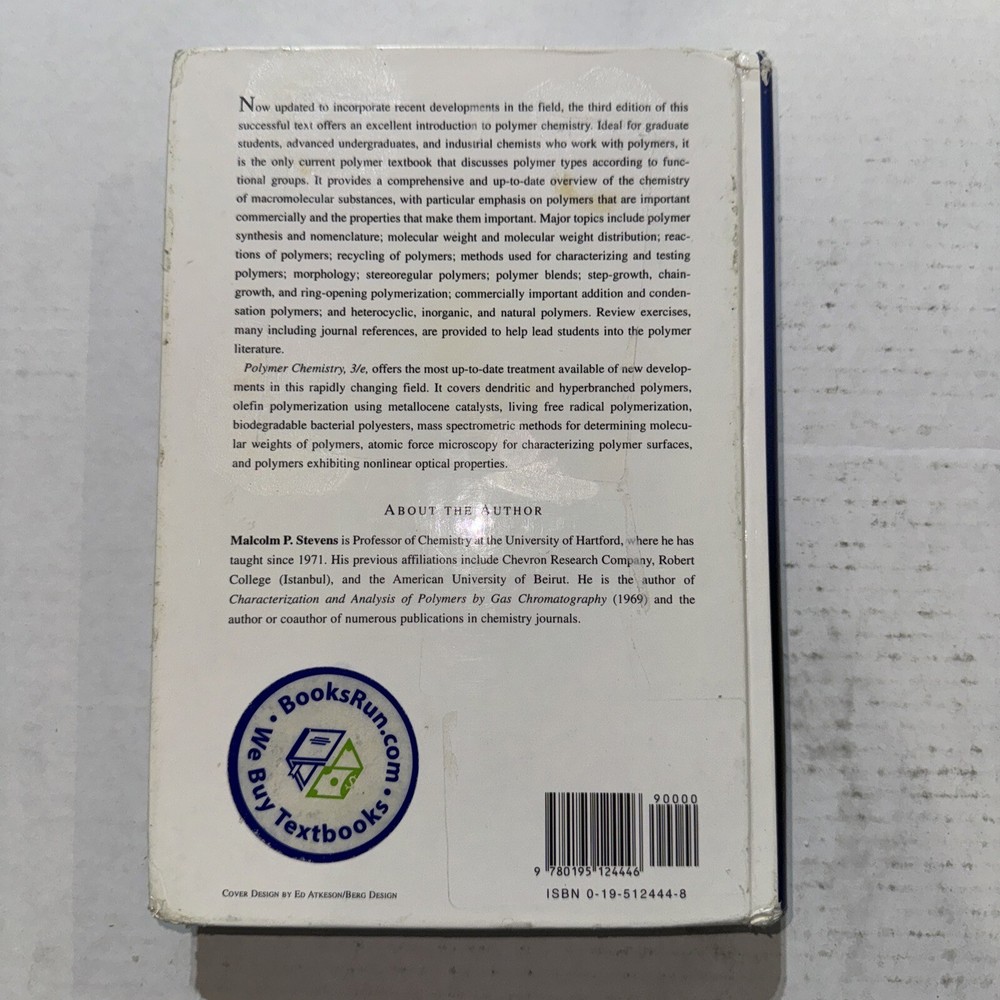 Now updated to incorporate recent developments in the field, the third edition of this
successful text offers an excellent introduction to polymer chemistry. Ideal for graduate
students, advanced undergraduates, and industrial chemists who work with polymers, it
is the only current polymer textbook that discusses polymer types according to func-
tional groups. It provides a comprehensive and up-to-date overview of the chemistry
of macromolecular substances, with particular emphasis on polymers that are important
commercially and the properties that make them important. Major topics include polymer
synthesis and nomenclature; molecular weight and molecular weight distribution; reac-
tions of polymers; recycling of polymers; methods used for characterizing and testing
polymers; morphology; stereoregular polymers; polymer blends; step-growth, chain-
growth, and ring-opening polymerization; commercially important addition and conden-
sation polymers; and heterocyclic, inorganic, and natural polymers. Review exercises,
many including journal references, are provided to help lead students into the polymer
literature.
Polymer Chemistry, 3/e, offers the most up-to-date treatment available of new develop-
ments in this rapidly changing field. It covers dendritic and hyperbranched polymers,
olefin polymerization using metallocene catalysts, living free radical polymerization,
biodegradable bacterial polyesters, mass spectrometric methods for determining molecu-
lar weights of polymers, atomic force microscopy for characterizing polymer surfaces,
and polymers exhibiting nonlinear optical properties.
ABOUT THE AUTHOR
Malcolm P. Stevens is Professor of Chemistry at the University of Hartford, where he has
taught since 1971. His previous affiliations include Chevron Research Company, Robert
College (Istanbul), and the American University of Beirut. He is the author of
Characterization and Analysis of Polymers by Gas Chromatography (1969) and the
author or coauthor of numerous publications in chemistry journals.
• BooksRun.com •
We Buy Textbooks
90000
9 780195 124446
ISBN 0-19-512444-8
COVER DESIGN BY ED ATKESON/BERG DESIGN